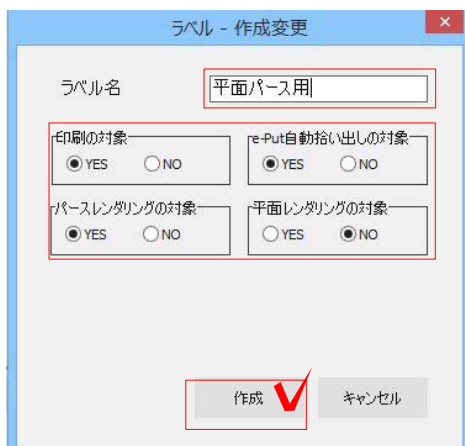 ラベル - 作成変更
ラベル名 平面パース用
印刷の対象 e-Put自動拾い出しの対象
YES NO YES NO
パースレンダリングの対象 平面レンダリングの対象
YES NO YES NO
作成 キャンセル